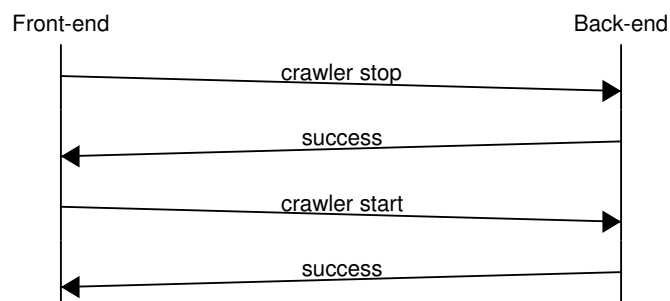 Front-end Back-end
crawler stop
success
crawler start
success